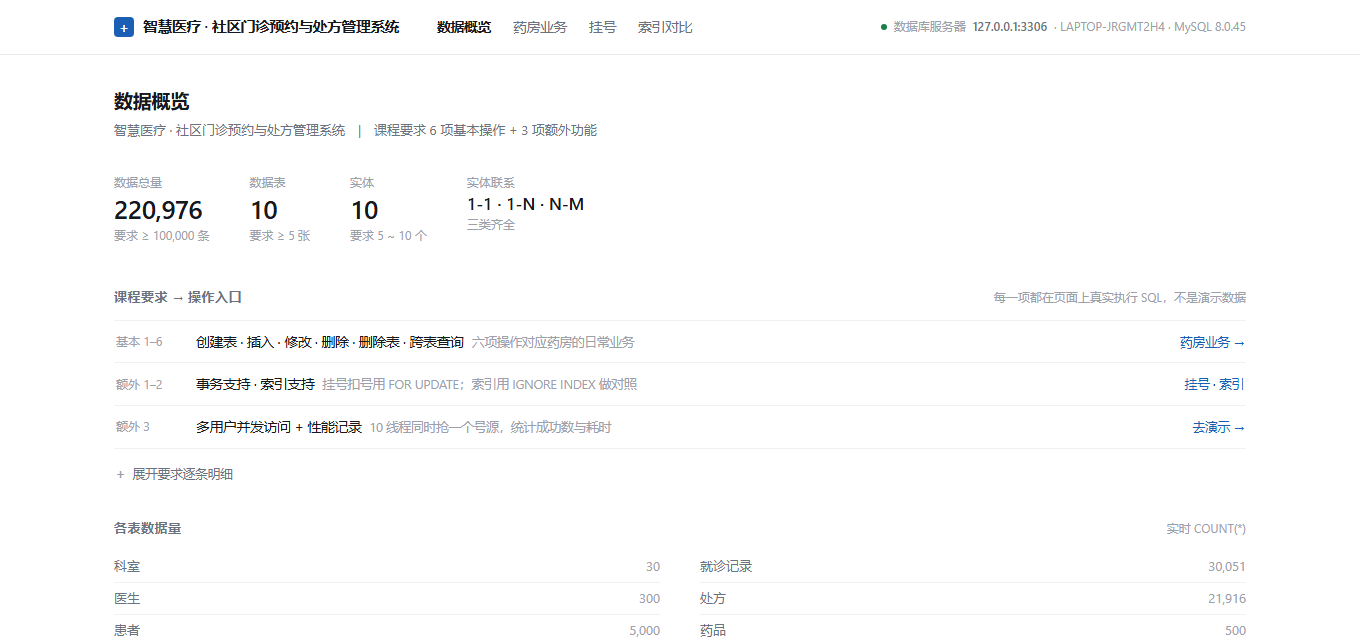 智慧医疗 · 社区门诊预约与处方管理系统 数据概览 药房业务 挂号 索引对比 数据库服务器 127.0.0.1:3306 · LAPTOP-JRGMT2H4 · MySQL 8.0.45
数据概览
智慧医疗 · 社区门诊预约与处方管理系统 | 课程要求 6 项基本操作 + 3 项额外功能
数据总量 数据表 实体 实体联系
220,976 10 10 1-1 · 1-N · N-M
要求 ≥ 100,000 条 要求 ≥ 5 张 要求 5 ~ 10 个 三类齐全
课程要求 → 操作入口 每一项都在页面上真实执行 SQL，不是演示数据
基本 1–6 创建表 · 插入 · 修改 · 删除 · 删除表 · 跨表查询 六项操作对应药房的日常业务 药房业务 →
额外 1–2 事务支持 · 索引支持 挂号扣号用 FOR UPDATE；索引用 IGNORE INDEX 做对照 挂号 · 索引
额外 3 多用户并发访问 + 性能记录 10 线程同时抢一个号源，统计成功数与耗时 去演示 →
+ 展开要求逐条明细
各表数据量 实时 COUNT(*)
科室 30 就诊记录 30,051
医生 300 处方 21,916
患者 5,000 药品 500